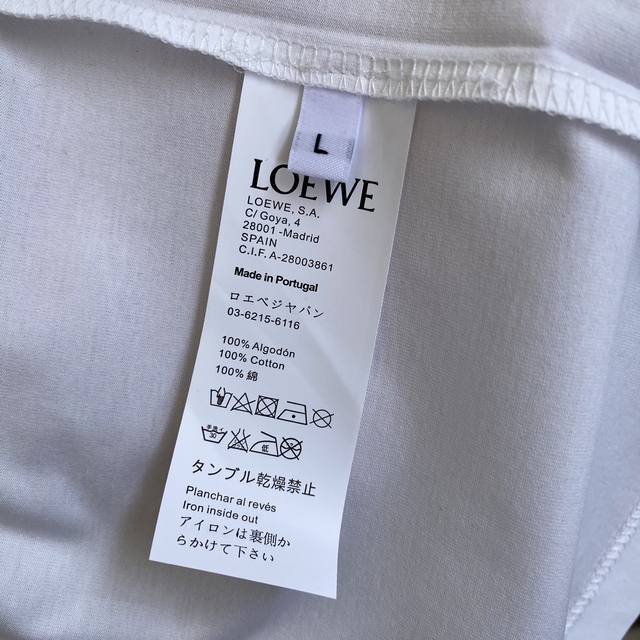 L
LOEWE
LOEWE, S.A.
C/ Goya, 4
28001 -Madrid
SPAIN
C.I.F. A-28003861
Made in Portugal
ロエベジャパン
03-6215-6116
100% Algodón
100% Cotton
100% 綿
30
低
タンブル乾燥禁止
Planchar al revés
Iron inside out
アイロンは裏側か
らかけて下さい